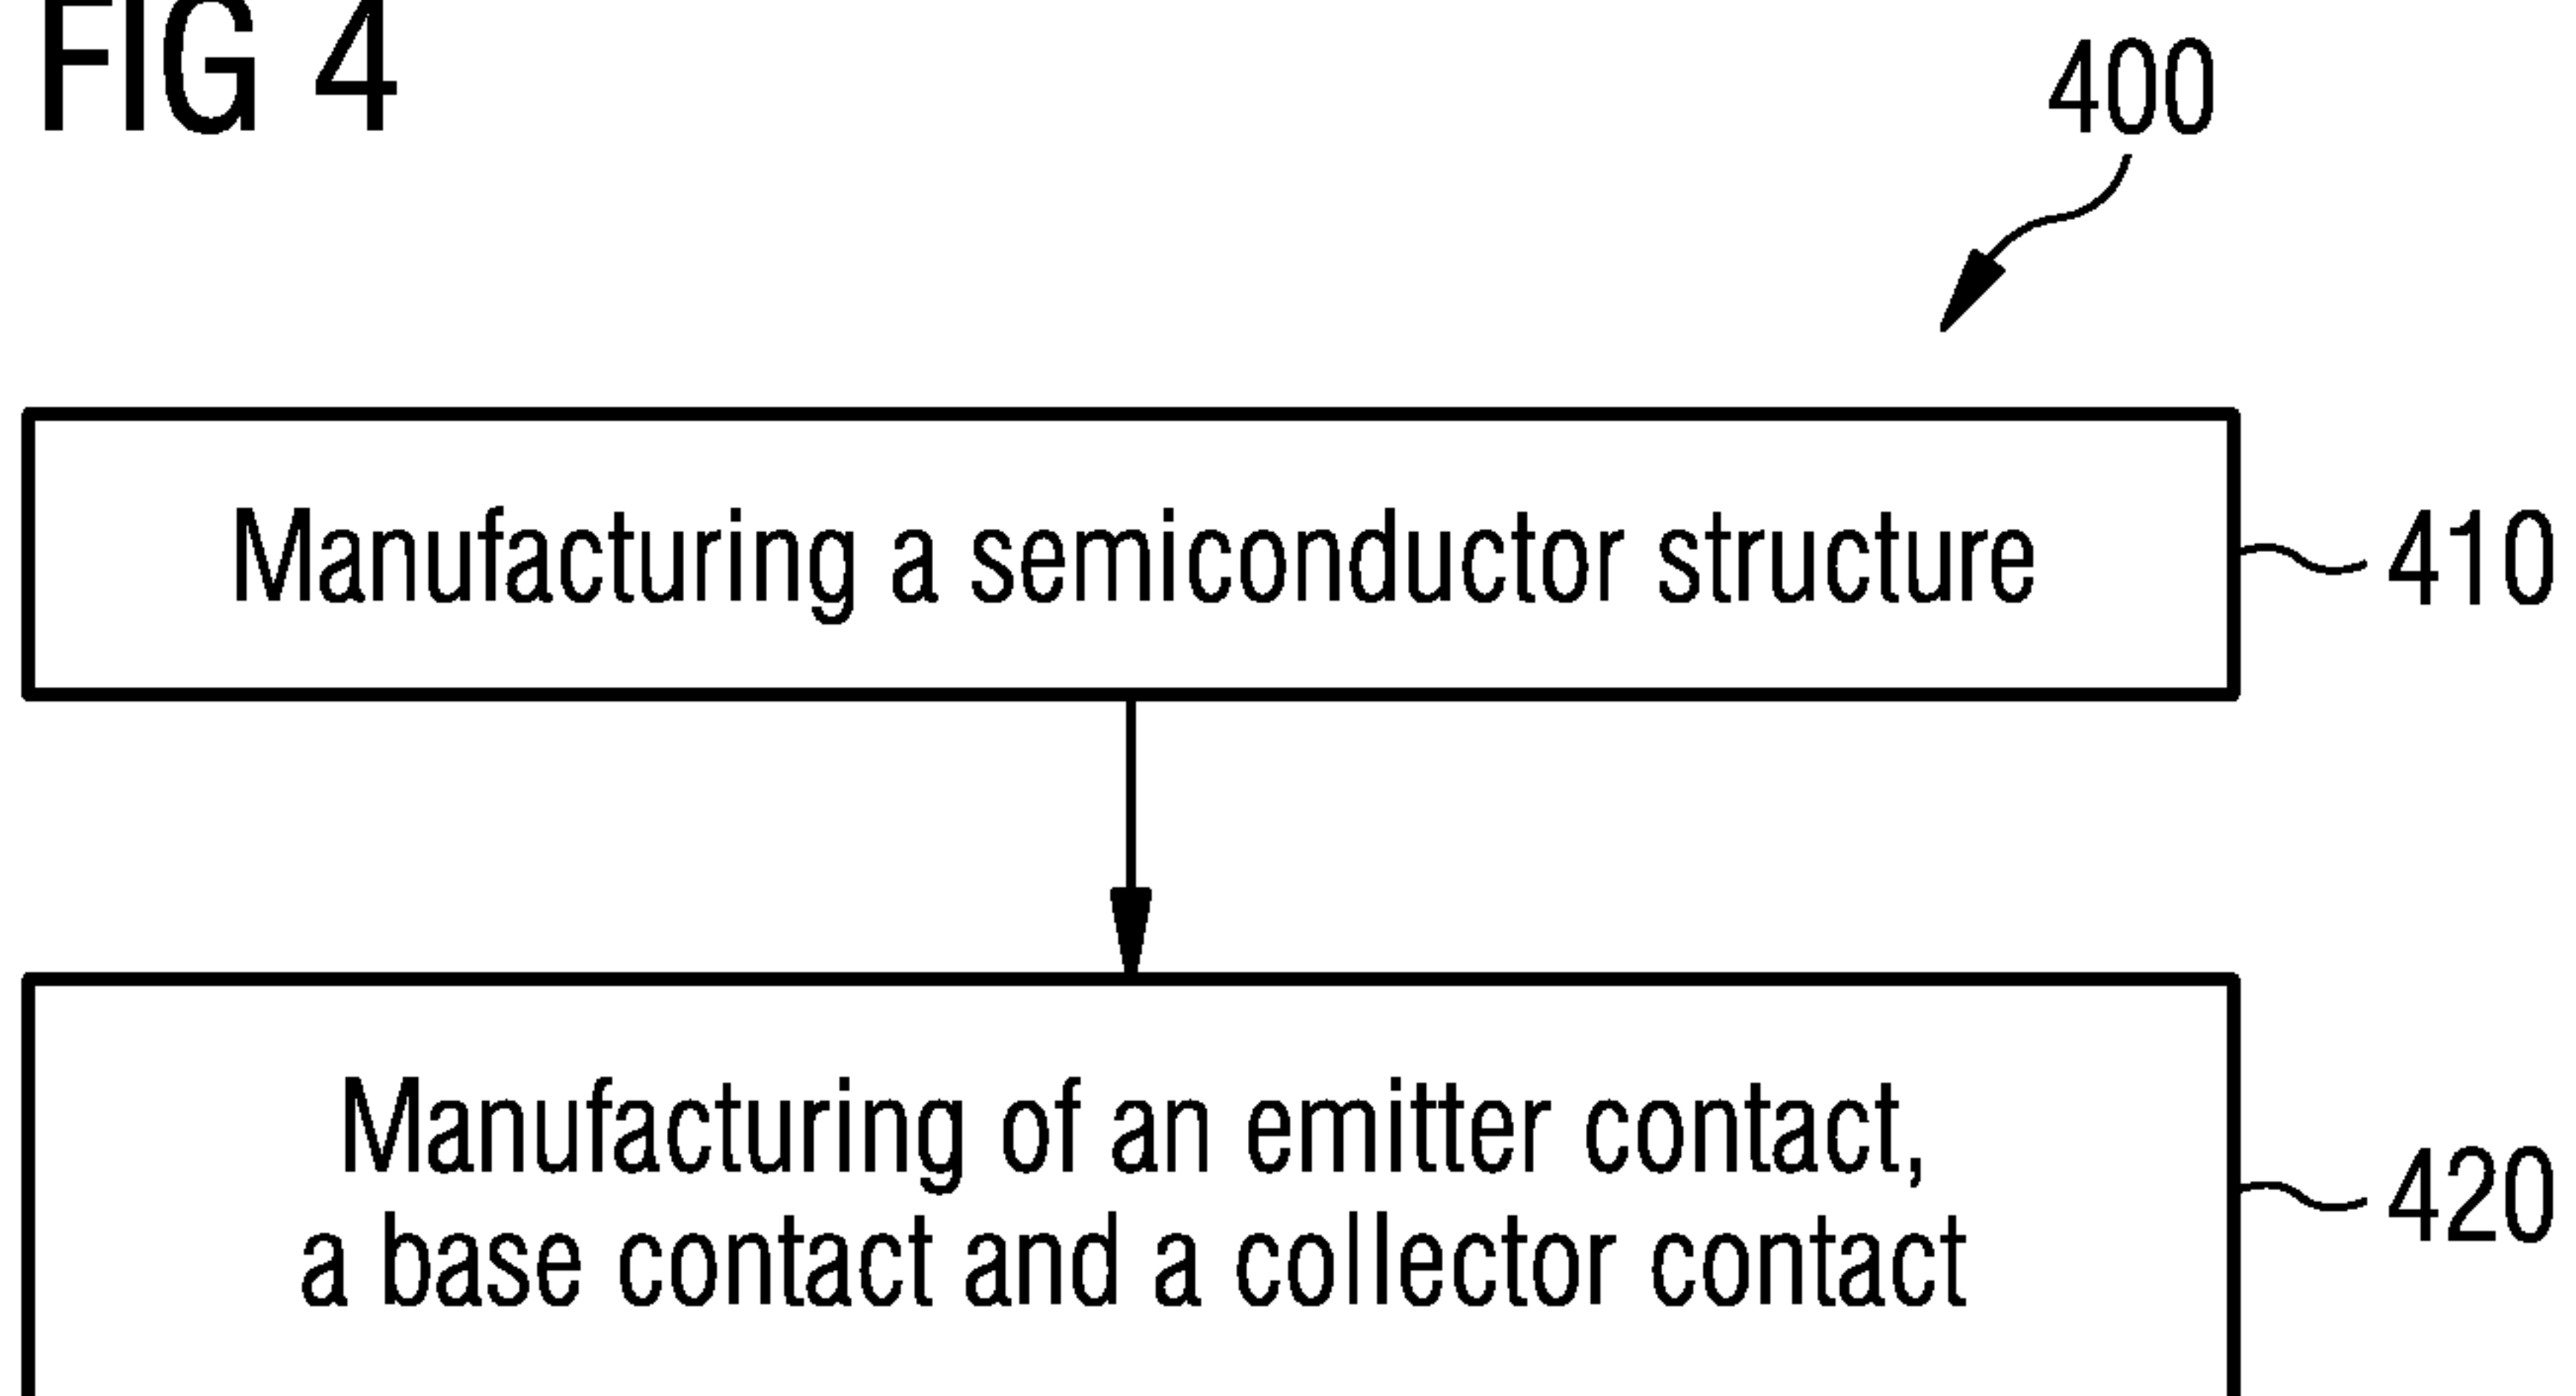 FIG 4
400
Manufacturing a semiconductor structure
410
Manufacturing of an emitter contact,
a base contact and a collector contact
420